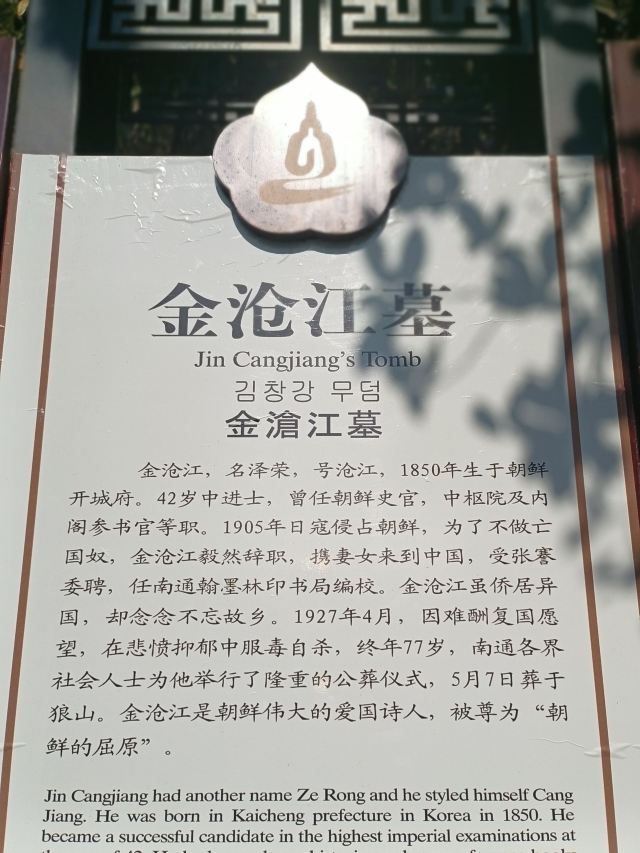 金沧江墓
Jin Cangjiang's Tomb
김창강 무덤
金滄江墓
金沧江，名泽荣，号沧江，1850年生于朝鲜
开城府。42岁中进士，曾任朝鲜史官，中枢院及内
阁参书官等职。1905年日寇侵占朝鲜，为了不做亡
国奴，金沧江毅然辞职，携妻女来到中国，受张謇
委聘，任南通翰墨林印书局编校。金沧江虽侨居异
国，却念念不忘故乡。1927年4月，因难酬复国愿
望，在悲愤抑郁中服毒自杀，终年77岁，南通各界
社会人士为他举行了隆重的公葬仪式，5月7日葬于
狼山。金沧江是朝鲜伟大的爱国诗人，被尊为“朝
鲜的屈原”。
Jin Cangjiang had another name Ze Rong and he styled himself Cang
Jiang. He was born in Kaicheng prefecture in Korea in 1850. He
became a successful candidate in the highest imperial examinations at